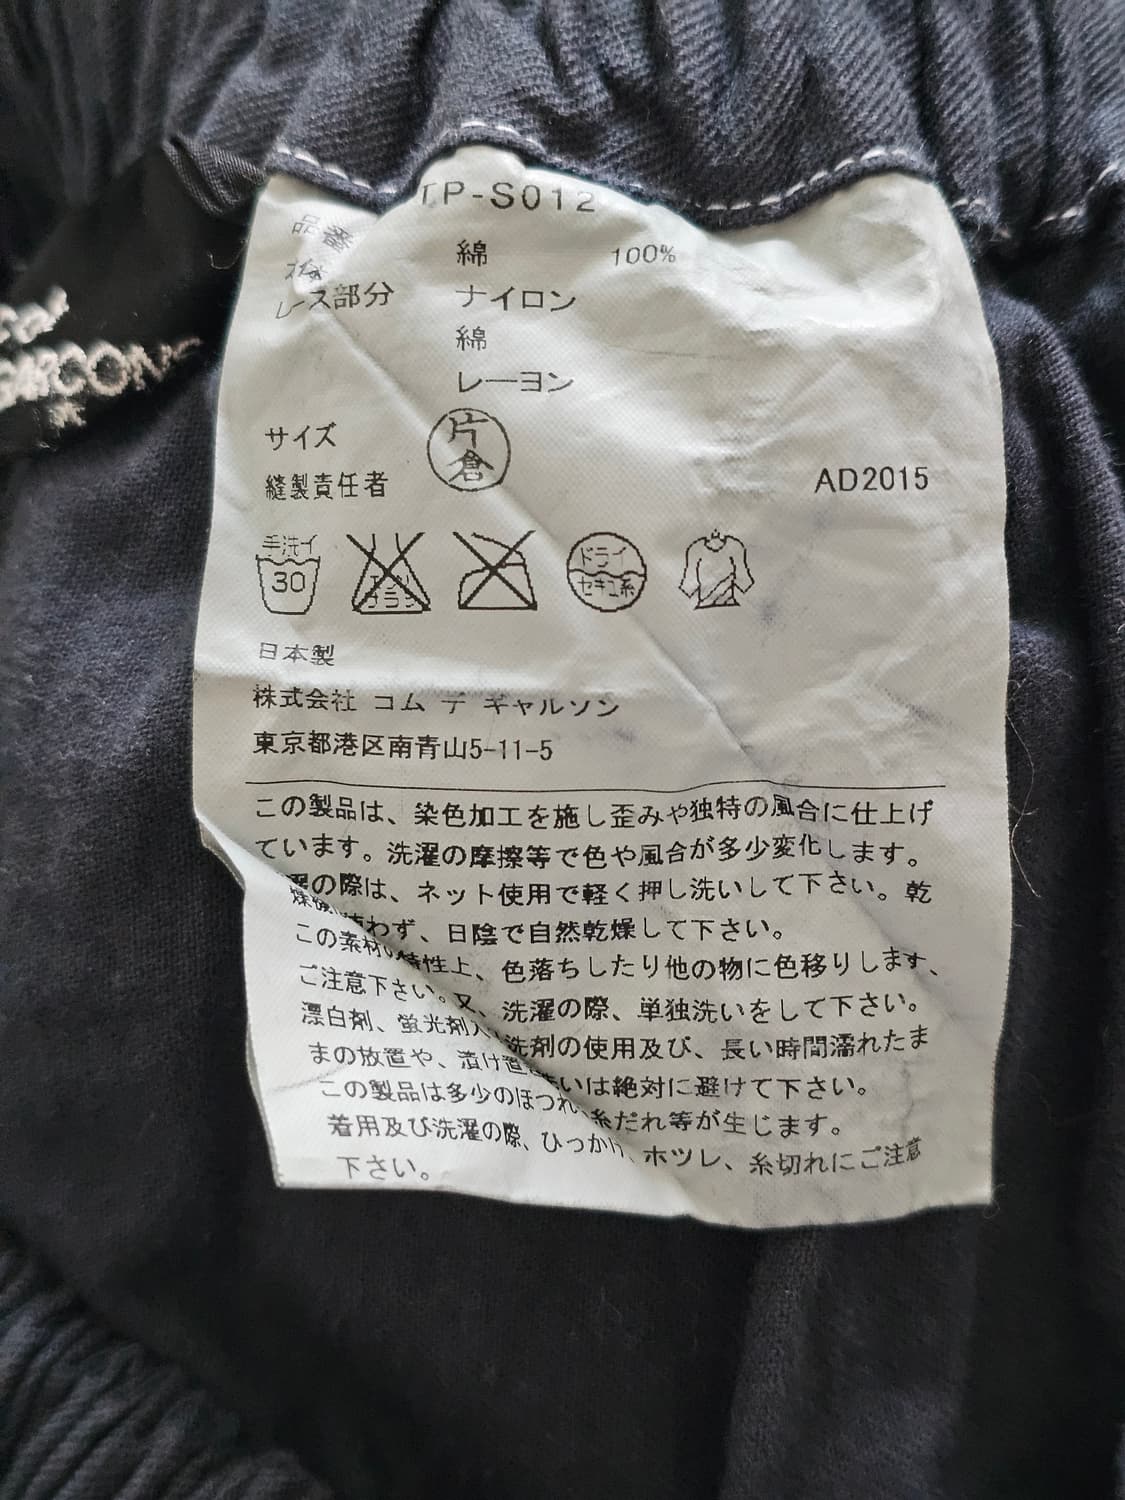 TP-S012
品番
綿 100%
レース部分 ナイロン
綿
レーヨン
サイズ
片倉
縫製責任者 AD2015
手洗イ
30
ドライ
セキユ系
日本製
株式会社 コム デ ギャルソン
東京都港区南青山5-11-5
この製品は、染色加工を施し歪みや独特の風合に仕上げ
ています。洗濯の摩擦等で色や風合が多少変化します。
濯の際は、ネット使用で軽く押し洗いして下さい。乾
わず、日陰で自然乾燥して下さい。
この素材の特性上、色落ちしたり他の物に色移りします、
ご注意下さい。又、洗濯の際、単独洗いをして下さい。
漂白剤、蛍光剤入 洗剤の使用及び、長い時間濡れたま
まの放置や、漬け置 洗いは絶対に避けて下さい。
この製品は多少のほつれ、糸だれ等が生じます。
着用及び洗濯の際、ひっかけ、ホツレ、糸切れにご注意
下さい。